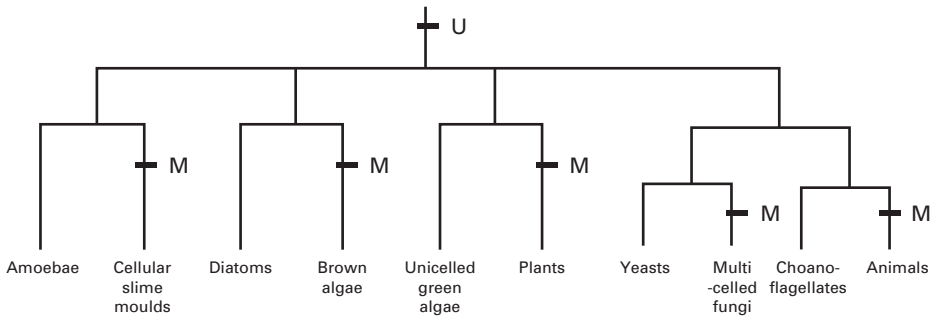 U
M
M
M
M
M
Amoebae
Cellular
slime
moulds
Diatoms
Brown
algae
Unicelled
green
algae
Plants
Yeasts
Multi
-celled
fungi
Choano-
flagellates
Animals